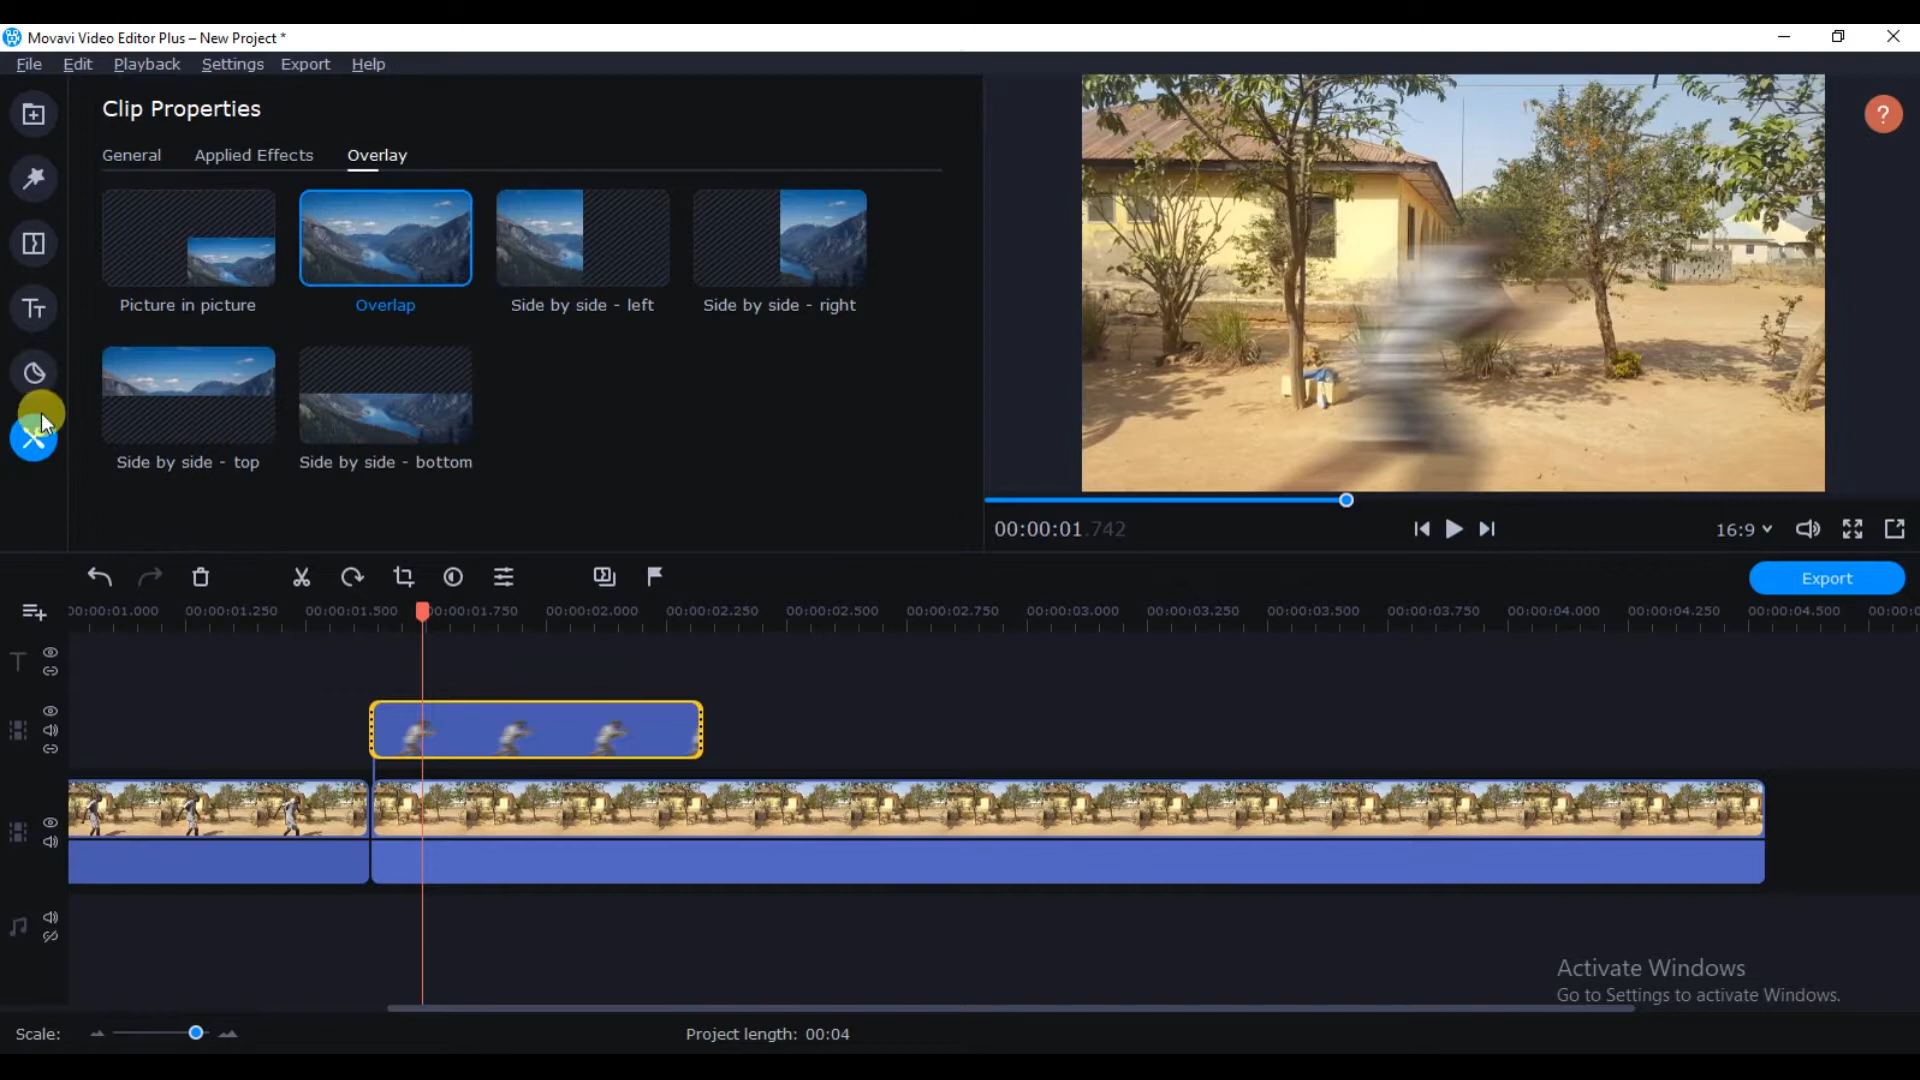 Movavi Video Editor Plus – New Project *
File Edit Playback Settings Export Help
Clip Properties
General Applied Effects Overlay
Picture in picture Overlap Side by side - left Side by side - right
Side by side - top Side by side - bottom
00:00:01.742 16:9
Export
00:00:01.000 00:00:01.250 00:00:01.500 00:00:01.750 00:00:02.000 00:00:02.250 00:00:02.500 00:00:02.750 00:00:03.000 00:00:03.250 00:00:03.500 00:00:03.750 00:00:04.000 00:00:04.250 00:00:04.500
Activate Windows
Go to Settings to activate Windows.
Scale: Project length: 00:04